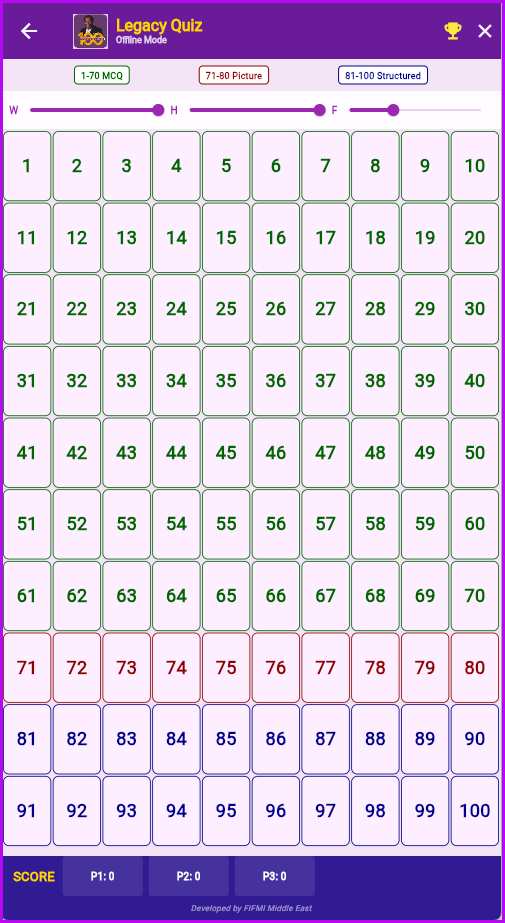 Legacy Quiz
Offline Mode
100
1-70 MCQ 71-80 Picture 81-100 Structured
W H F
1 2 3 4 5 6 7 8 9 10
11 12 13 14 15 16 17 18 19 20
21 22 23 24 25 26 27 28 29 30
31 32 33 34 35 36 37 38 39 40
41 42 43 44 45 46 47 48 49 50
51 52 53 54 55 56 57 58 59 60
61 62 63 64 65 66 67 68 69 70
71 72 73 74 75 76 77 78 79 80
81 82 83 84 85 86 87 88 89 90
91 92 93 94 95 96 97 98 99 100
SCORE P1: 0 P2: 0 P3: 0
Developed by FIFMI Middle East